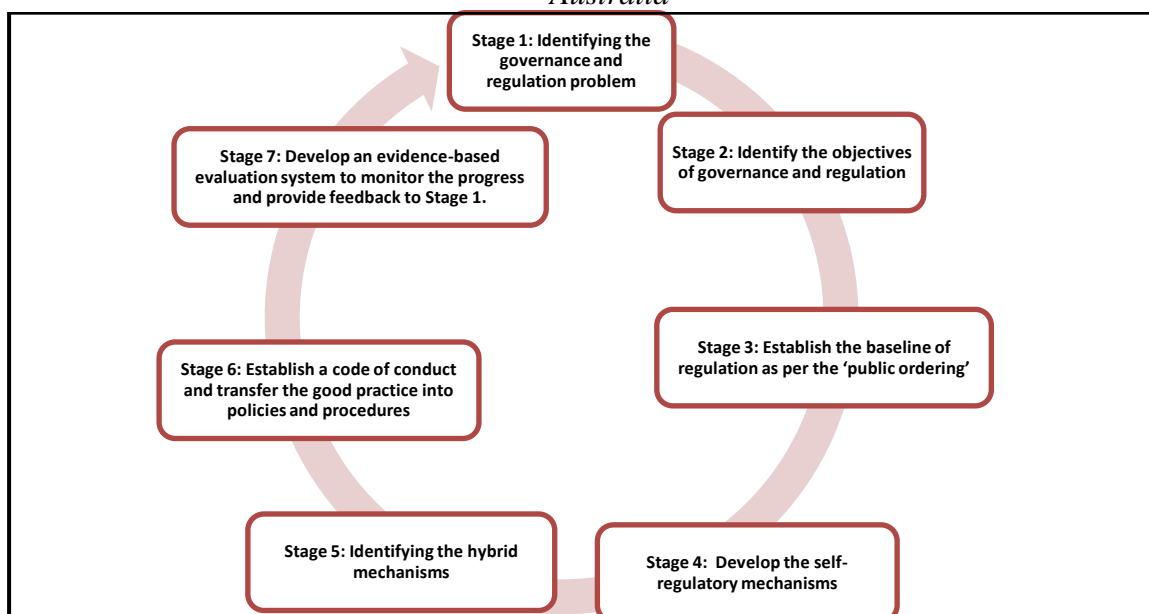 Australia
Stage 1: Identifying the
governance and
regulation problem
Stage 2: Identify the objectives
of governance and regulation
Stage 3: Establish the baseline of
regulation as per the ‘public ordering’
Stage 4:  Develop the self-
regulatory mechanisms
Stage 5: Identifying the hybrid
mechanisms
Stage 6: Establish a code of conduct
and transfer the good practice into
policies and procedures
Stage 7: Develop an evidence-based
evaluation system to monitor the progress
and provide feedback to Stage 1.